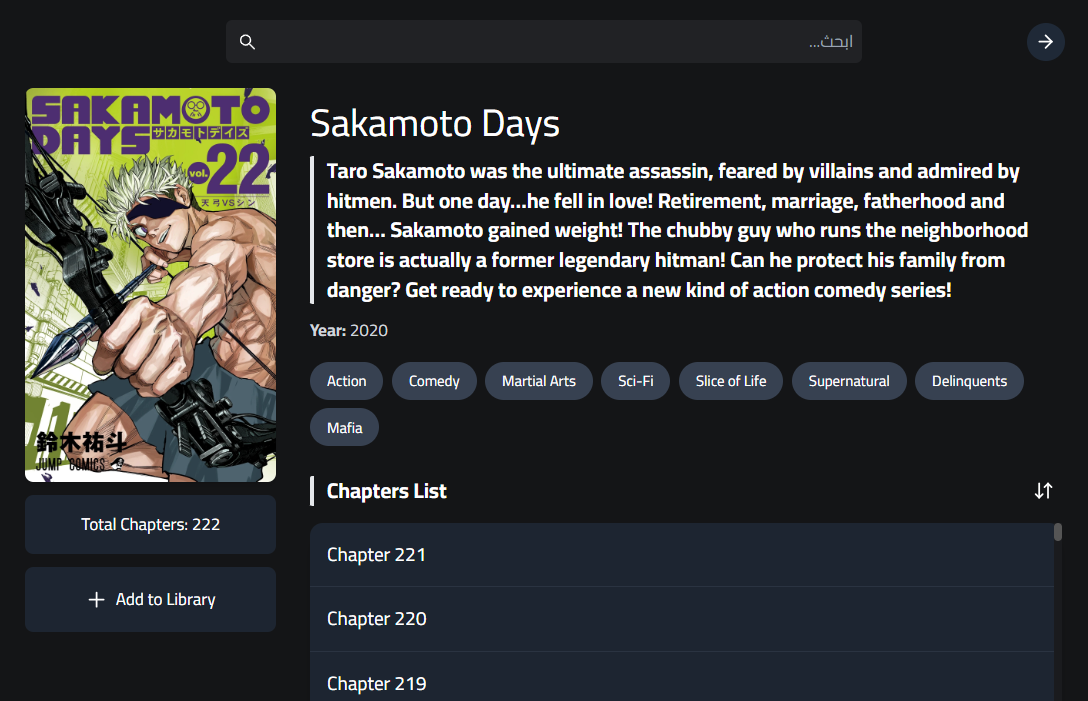 ابحث...
SAKAMOTO
DAYS サカモトデイズ
vol.22
天弓VSシン
鈴木祐斗
JUMP COMICS
Total Chapters: 222
Add to Library
Sakamoto Days
Taro Sakamoto was the ultimate assassin, feared by villains and admired by
hitmen. But one day...he fell in love! Retirement, marriage, fatherhood and
then... Sakamoto gained weight! The chubby guy who runs the neighborhood
store is actually a former legendary hitman! Can he protect his family from
danger? Get ready to experience a new kind of action comedy series!
Year: 2020
Action Comedy Martial Arts Sci-Fi Slice of Life Supernatural Delinquents
Mafia
Chapters List
Chapter 221
Chapter 220
Chapter 219